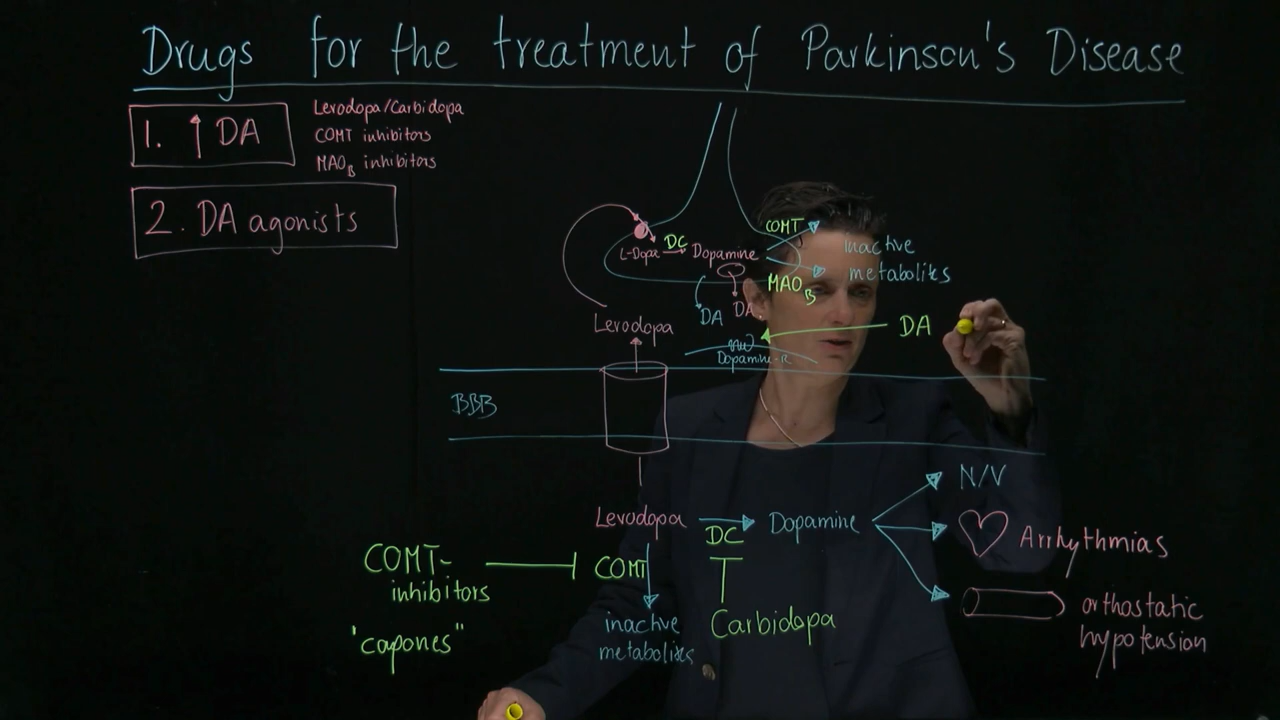 Drugs for the treatment of Parkinson's Disease
1. ↑ DA
Levodopa/Carbidopa
COMT inhibitors
MAO B inhibitors
2. DA agonists
L-Dopa DC Dopamine
COMT
MAO B
inactive
metabolites
DA
DA
Levodopa
DA
Dopamine-R
BBB
Levodopa
DC
Dopamine
N/V
Arrhythmias
orthostatic
hypotension
COMT-
inhibitors
"capones"
COMT
inactive
metabolites
Carbidopa